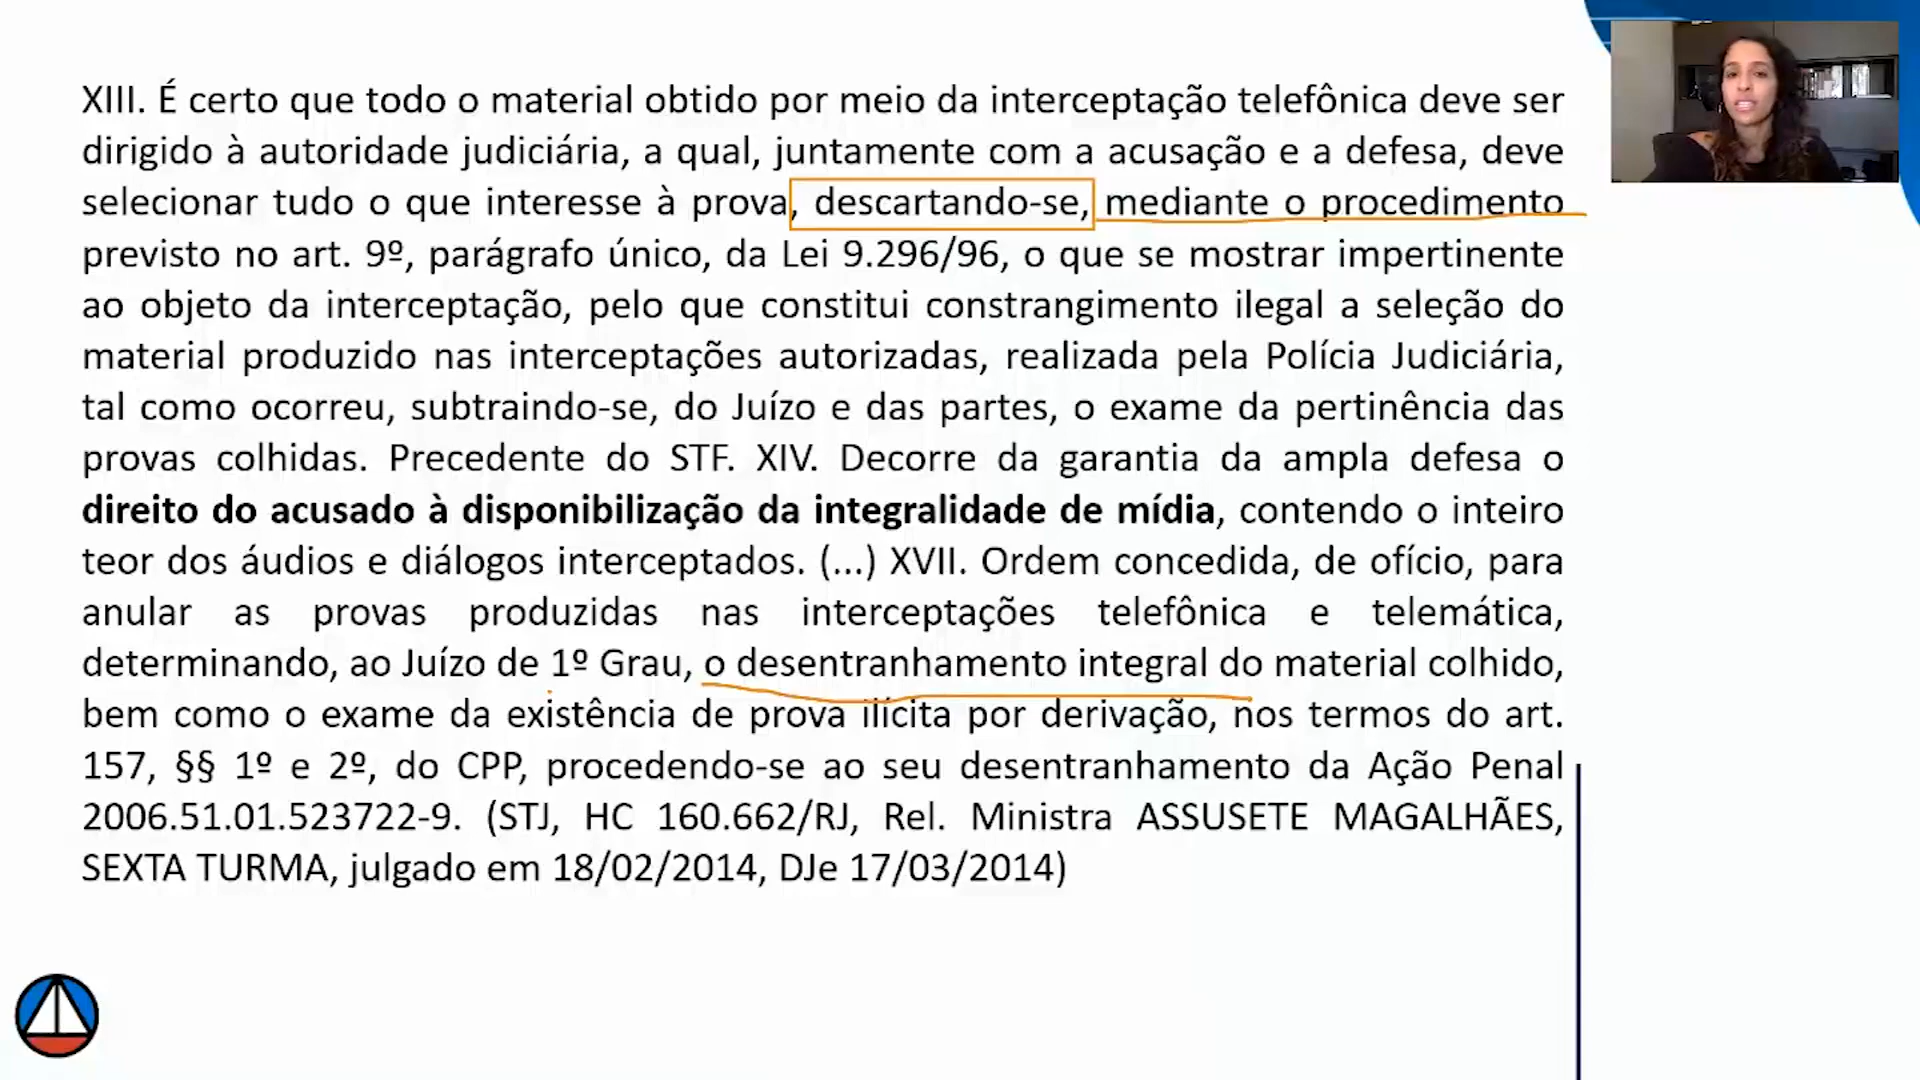 XIII. É certo que todo o material obtido por meio da interceptação telefônica deve ser
dirigido à autoridade judiciária, a qual, juntamente com a acusação e a defesa, deve
selecionar tudo o que interesse à prova, descartando-se, mediante o procedimento
previsto no art. 9º, parágrafo único, da Lei 9.296/96, o que se mostrar impertinente
ao objeto da interceptação, pelo que constitui constrangimento ilegal a seleção do
material produzido nas interceptações autorizadas, realizada pela Polícia Judiciária,
tal como ocorreu, subtraindo-se, do Juízo e das partes, o exame da pertinência das
provas colhidas. Precedente do STF. XIV. Decorre da garantia da ampla defesa o
direito do acusado à disponibilização da integralidade de mídia, contendo o inteiro
teor dos áudios e diálogos interceptados. (...) XVII. Ordem concedida, de ofício, para
anular as provas produzidas nas interceptações telefônica e telemática,
determinando, ao Juízo de 1º Grau, o desentranhamento integral do material colhido,
bem como o exame da existência de prova ilícita por derivação, nos termos do art.
157, §§ 1º e 2º, do CPP, procedendo-se ao seu desentranhamento da Ação Penal
2006.51.01.523722-9. (STJ, HC 160.662/RJ, Rel. Ministra ASSUSETE MAGALHÃES,
SEXTA TURMA, julgado em 18/02/2014, DJe 17/03/2014)